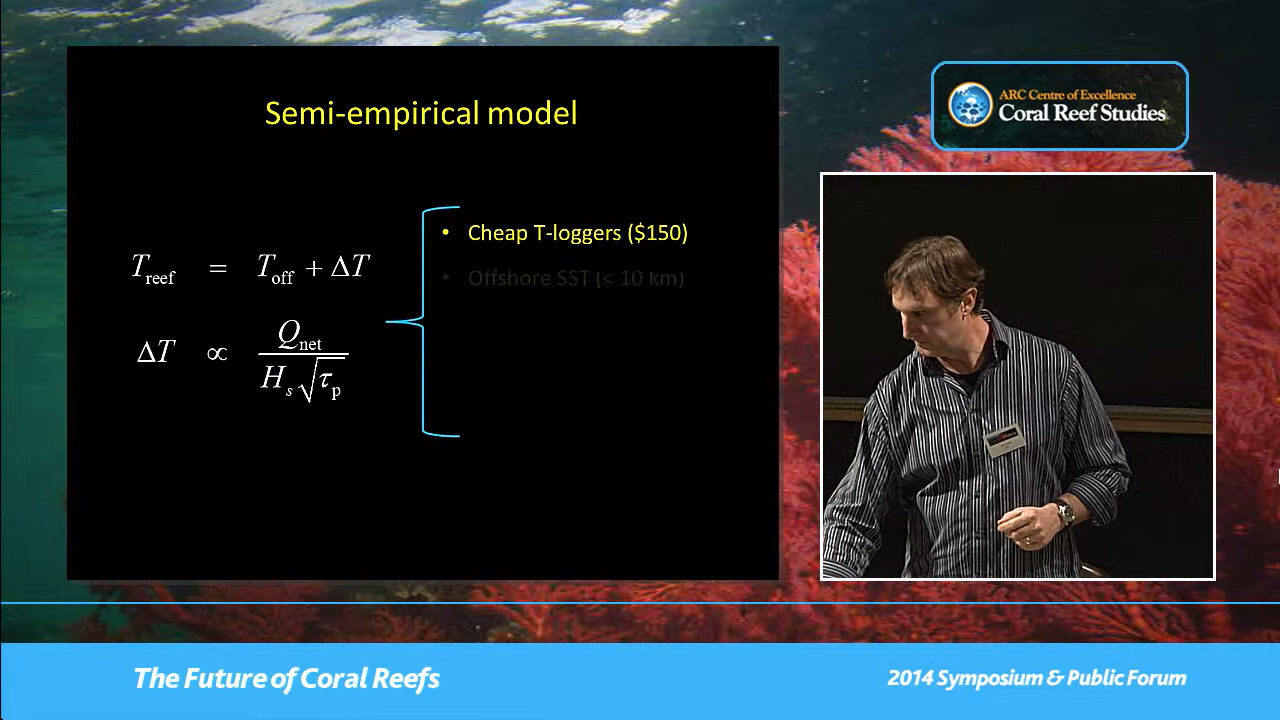 Semi-empirical model
T_reef = T_off + ΔT
ΔT ∝ Q_net / H_s √τ_p
• Cheap T-loggers ($150)
• Offshore SST (< 10 km)
ARC Centre of Excellence
Coral Reef Studies
The Future of Coral Reefs
2014 Symposium & Public Forum